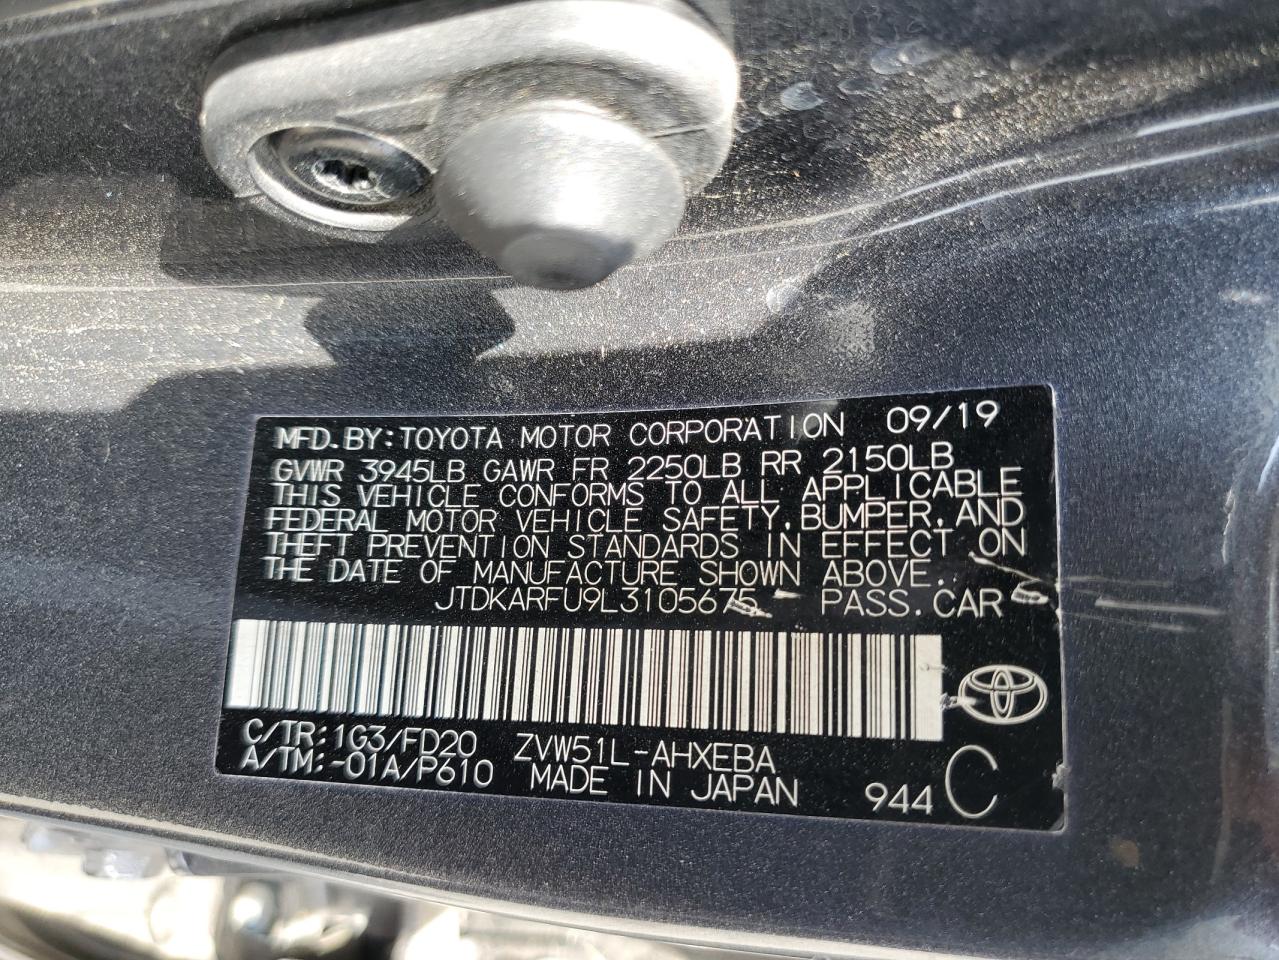 MFD. BY: TOYOTA MOTOR CORPORATION 09/19
GVWR 3945LB GAWR FR 2250LB RR 2150LB
THIS VEHICLE CONFORMS TO ALL APPLICABLE
FEDERAL MOTOR VEHICLE SAFETY, BUMPER, AND
THEFT PREVENTION STANDARDS IN EFFECT ON
THE DATE OF MANUFACTURE SHOWN ABOVE.
JTDKARFU9L3105675 PASS. CAR
C/TR: 1G3/FD20 ZVW51L-AHXEBA
A/TM: -01A/P610 MADE IN JAPAN 944 C